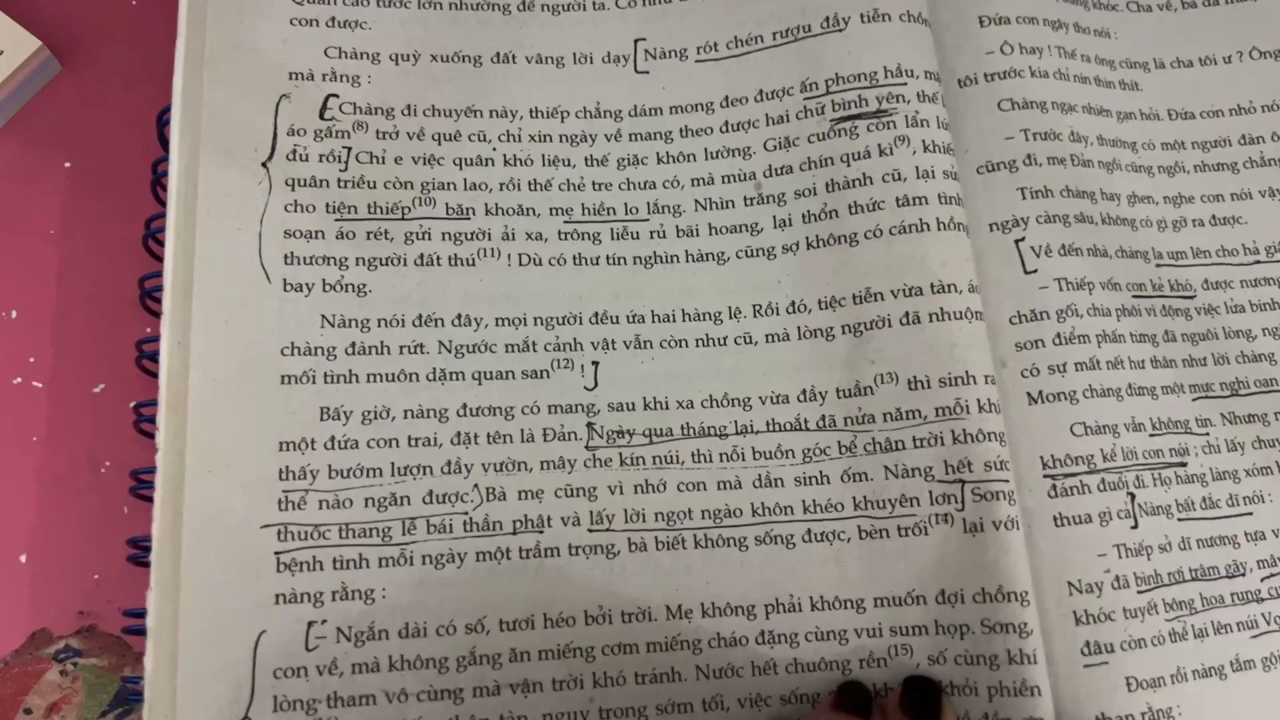 con được.
Chàng quỳ xuống đất vâng lời dạy. Nàng rót chén rượu đầy tiễn chồng
mà rằng :
– Chàng đi chuyến này, thiếp chẳng dám mong đeo được ấn phong hầu,
áo gấm(8) trở về quê cũ, chỉ xin ngày về mang theo được hai chữ bình yên, thế
đủ rồi. Chỉ e việc quân khó liệu, thế giặc khôn lường. Giặc cuồng còn lẩn
quân triều còn gian lao, rồi thế chẻ tre chưa có, mà mùa dưa chín quá kì(9),
cho tiện thiếp(10) băn khoăn, mẹ hiền lo lắng. Nhìn trăng soi thành cũ, lại
soạn áo rét, gửi người ải xa, trông liễu rủ bãi hoang, lại thổn thức tâm tình
thương người đất thú(11) ! Dù có thư tín nghìn hàng, cũng sợ không có cánh hồng
bay bổng.
Nàng nói đến đây, mọi người đều ứa hai hàng lệ. Rồi đó, tiệc tiễn vừa tàn,
chàng đành rứt. Ngước mắt cảnh vật vẫn còn như cũ, mà lòng người đã nhuộm
mối tình muôn dặm quan san(12) !
Bấy giờ, nàng đương có mang, sau khi xa chồng vừa đầy tuần(13) thì sinh ra
một đứa con trai, đặt tên là Đản. Ngày qua tháng lại, thoắt đã nửa năm, mỗi khi
thấy bướm lượn đầy vườn, mây che kín núi, thì nỗi buồn góc bể chân trời không
thể nào ngăn được. Bà mẹ cũng vì nhớ con mà dần sinh ốm. Nàng hết sức
thuốc thang lễ bái thần phật và lấy lời ngọt ngào khôn khéo khuyên lơn. Song
bệnh tình mỗi ngày một trầm trọng, bà biết không sống được, bèn trối(14) lại với
nàng rằng :
– Ngắn dài có số, tươi héo bởi trời. Mẹ không phải không muốn đợi chồng
con về, mà không gắng ăn miếng cơm miếng cháo đặng cùng vui sum họp. Song,
lòng tham vô cùng mà vận trời khó tránh. Nước hết chuông rền(15), số cùng khí
nguy trong sớm tối, việc sống khỏi phiền
khóc. Cha về, bà đã
Đứa con ngây thơ nói :
– Ô hay ! Thế ra ông cũng là cha tôi ư ? Ông
tôi trước kia chỉ nín thin thít.
Chàng ngạc nhiên gạn hỏi. Đứa con nhỏ nói
– Trước đây, thường có một người đàn ông
cũng đi, mẹ Đản ngồi cũng ngồi, nhưng chẳng
Tính chàng hay ghen, nghe con nói vậy
ngày càng sâu, không có gì gỡ ra được.
Về đến nhà, chàng la um lên cho hả giận
– Thiếp vốn con kẻ khó, được nương
chăn gối, chia phôi vì động việc lửa binh
son điểm phấn từng đã nguôi lòng,
có sự mất nết hư thân như lời chàng
Mong chàng đừng một mực nghi oan
Chàng vẫn không tin. Nhưng
không kể lời con nói ; chỉ lấy
đánh đuổi đi. Họ hàng làng xóm
thua gì cả. Nàng bất đắc dĩ nói :
– Thiếp sở dĩ nương tựa
Nay đã bình rơi trâm gãy,
khóc tuyết bông hoa rụng
đâu còn có thể lại lên núi
Đoạn rồi nàng tắm gội
rằng :